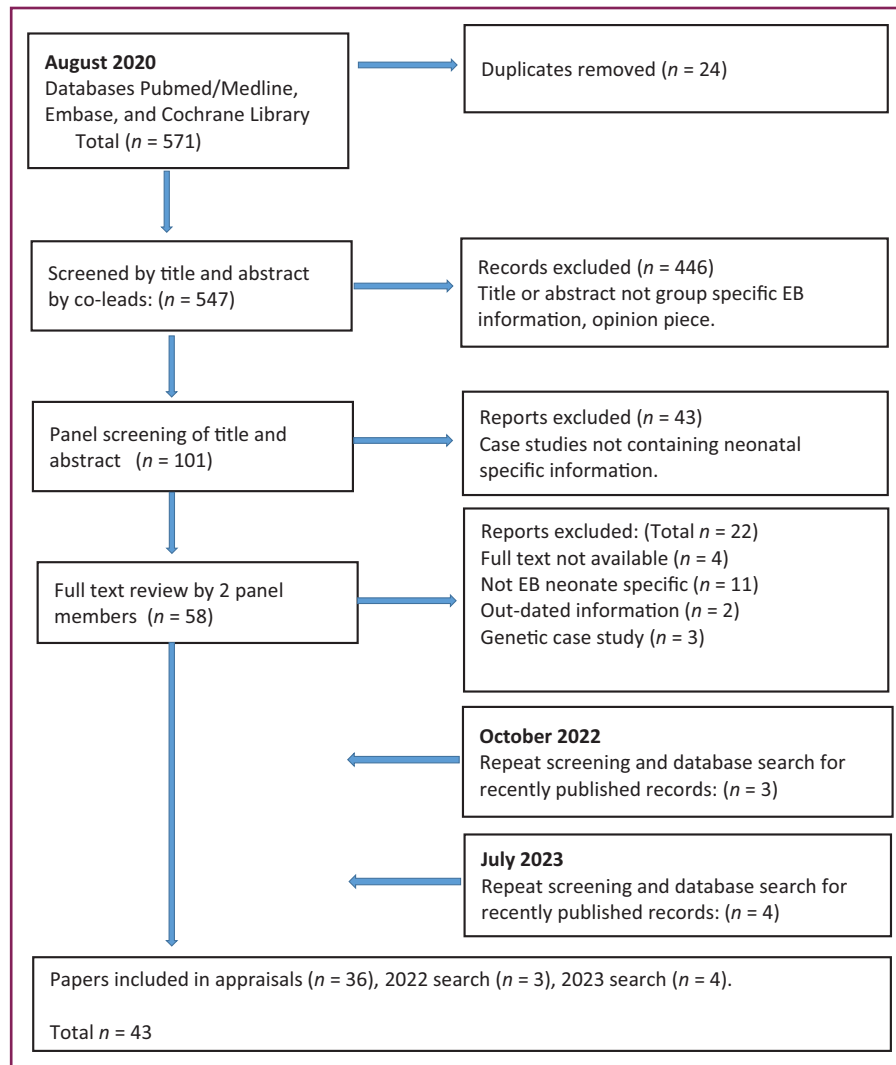 August 2020
Databases Pubmed/Medline,
Embase, and Cochrane Library
Total (n = 571)
Duplicates removed (n = 24)
Screened by title and abstract
by co-leads: (n = 547)
Records excluded (n = 446)
Title or abstract not group specific EB
information, opinion piece.
Panel screening of title and
abstract (n = 101)
Reports excluded (n = 43)
Case studies not containing neonatal
specific information.
Full text review by 2 panel
members (n = 58)
Reports excluded: (Total n = 22)
Full text not available (n = 4)
Not EB neonate specific (n = 11)
Out-dated information (n = 2)
Genetic case study (n = 3)
October 2022
Repeat screening and database search for
recently published records: (n = 3)
July 2023
Repeat screening and database search for
recently published records: (n = 4)
Papers included in appraisals (n = 36), 2022 search (n = 3), 2023 search (n = 4).
Total n = 43